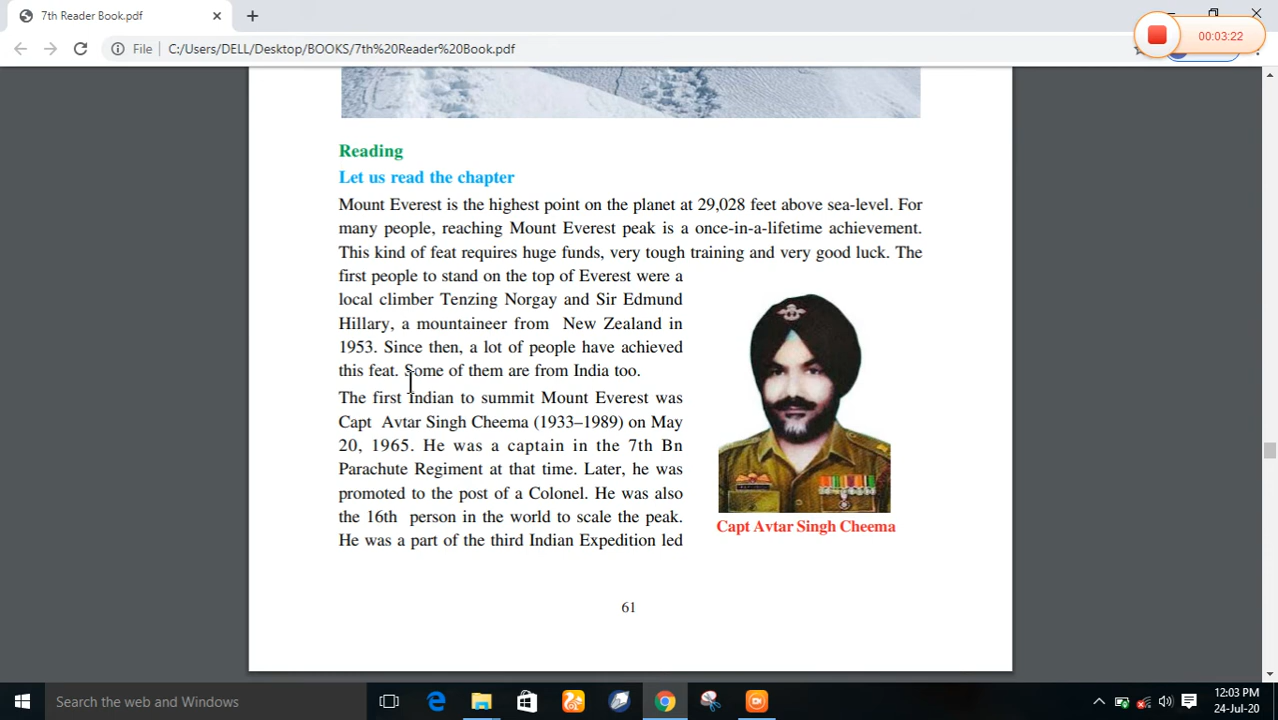 7th Reader Book.pdf
00:03:22
File C:/Users/DELL/Desktop/BOOKS/7th%20Reader%20Book.pdf
Reading
Let us read the chapter
Mount Everest is the highest point on the planet at 29,028 feet above sea-level. For
many people, reaching Mount Everest peak is a once-in-a-lifetime achievement.
This kind of feat requires huge funds, very tough training and very good luck. The
first people to stand on the top of Everest were a
local climber Tenzing Norgay and Sir Edmund
Hillary, a mountaineer from New Zealand in
1953. Since then, a lot of people have achieved
this feat. Some of them are from India too.
The first Indian to summit Mount Everest was
Capt Avtar Singh Cheema (1933–1989) on May
20, 1965. He was a captain in the 7th Bn
Parachute Regiment at that time. Later, he was
promoted to the post of a Colonel. He was also
the 16th person in the world to scale the peak.
He was a part of the third Indian Expedition led
Capt Avtar Singh Cheema
61
Search the web and Windows
12:03 PM
24-Jul-20